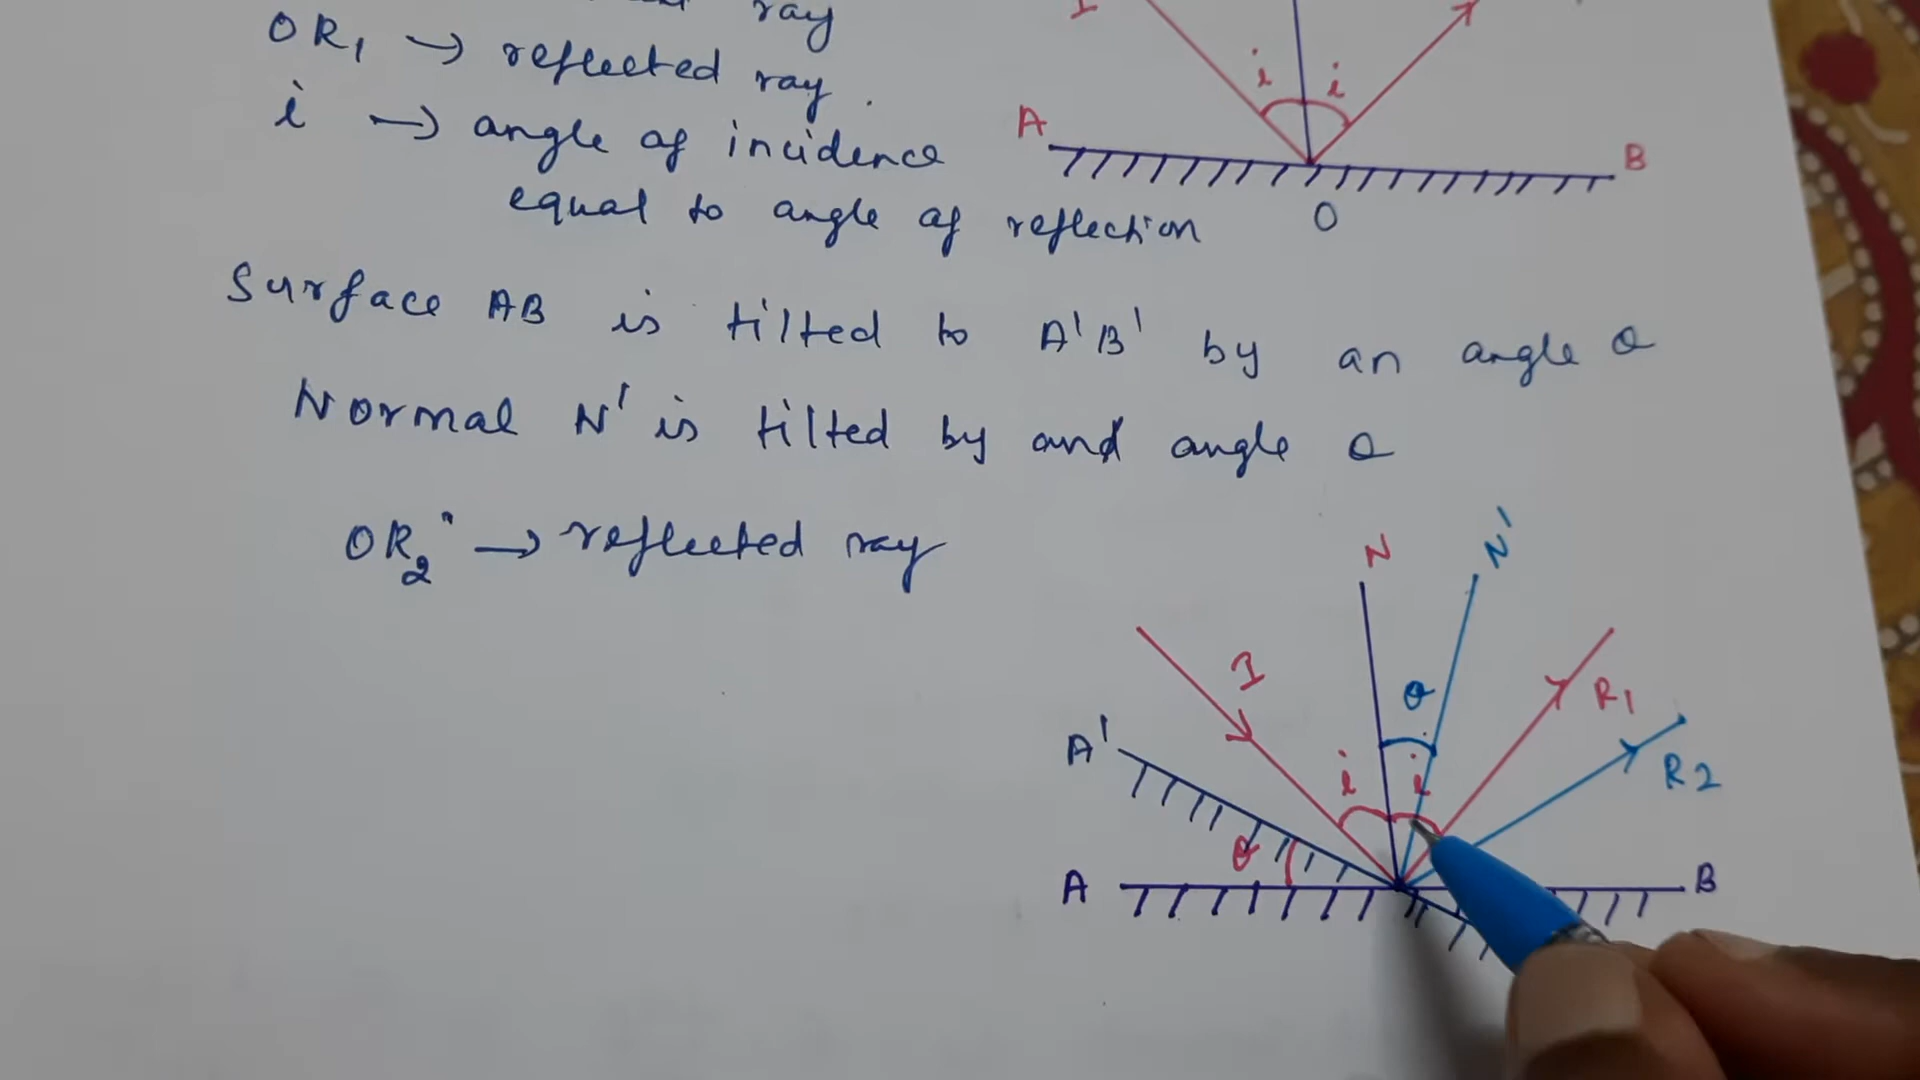 ray
OR1 → reflected ray.
i → angle of incidence
equal to angle of reflection
Surface AB is tilted to A'B' by an angle θ
Normal N' is tilted by and angle θ
OR2 → reflected ray
I
i i
A B
O
N N'
I θ R1
A' i i R2
θ
A B